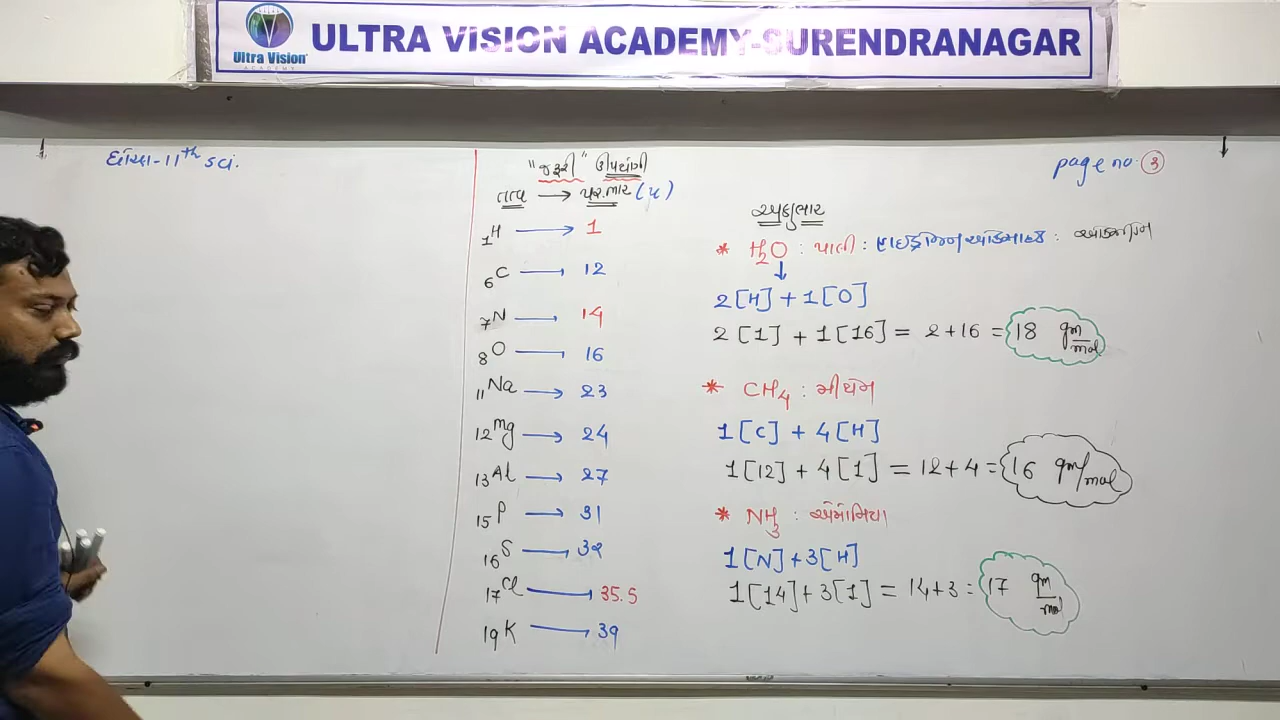 Ultra Vision
ACADEMY
ULTRA VISION ACADEMY-SURENDRANAGAR
ધોરણ-11th sci.
page no. 3
"જરૂરી" ઉપયોગી
તત્વ → પર.ભાર (u)
1H → 1
6C → 12
7N → 14
8O → 16
11Na → 23
12Mg → 24
13Al → 27
15P → 31
16S → 32
17Cl → 35.5
19K → 39
અણુભાર
* H2O : પાણી : હાઇડ્રોજન :
↓
2[H] + 1[O]
2[1] + 1[16] = 2+16 = 18 gm/mol
* CH4 : મીથેન
1[C] + 4[H]
1[12] + 4[1] = 12+4 = 16 gm/mol
* NH3 : એમોનિયા
1[N]+3[H]
1[14]+3[1] = 14+3 = 17 gm/mol